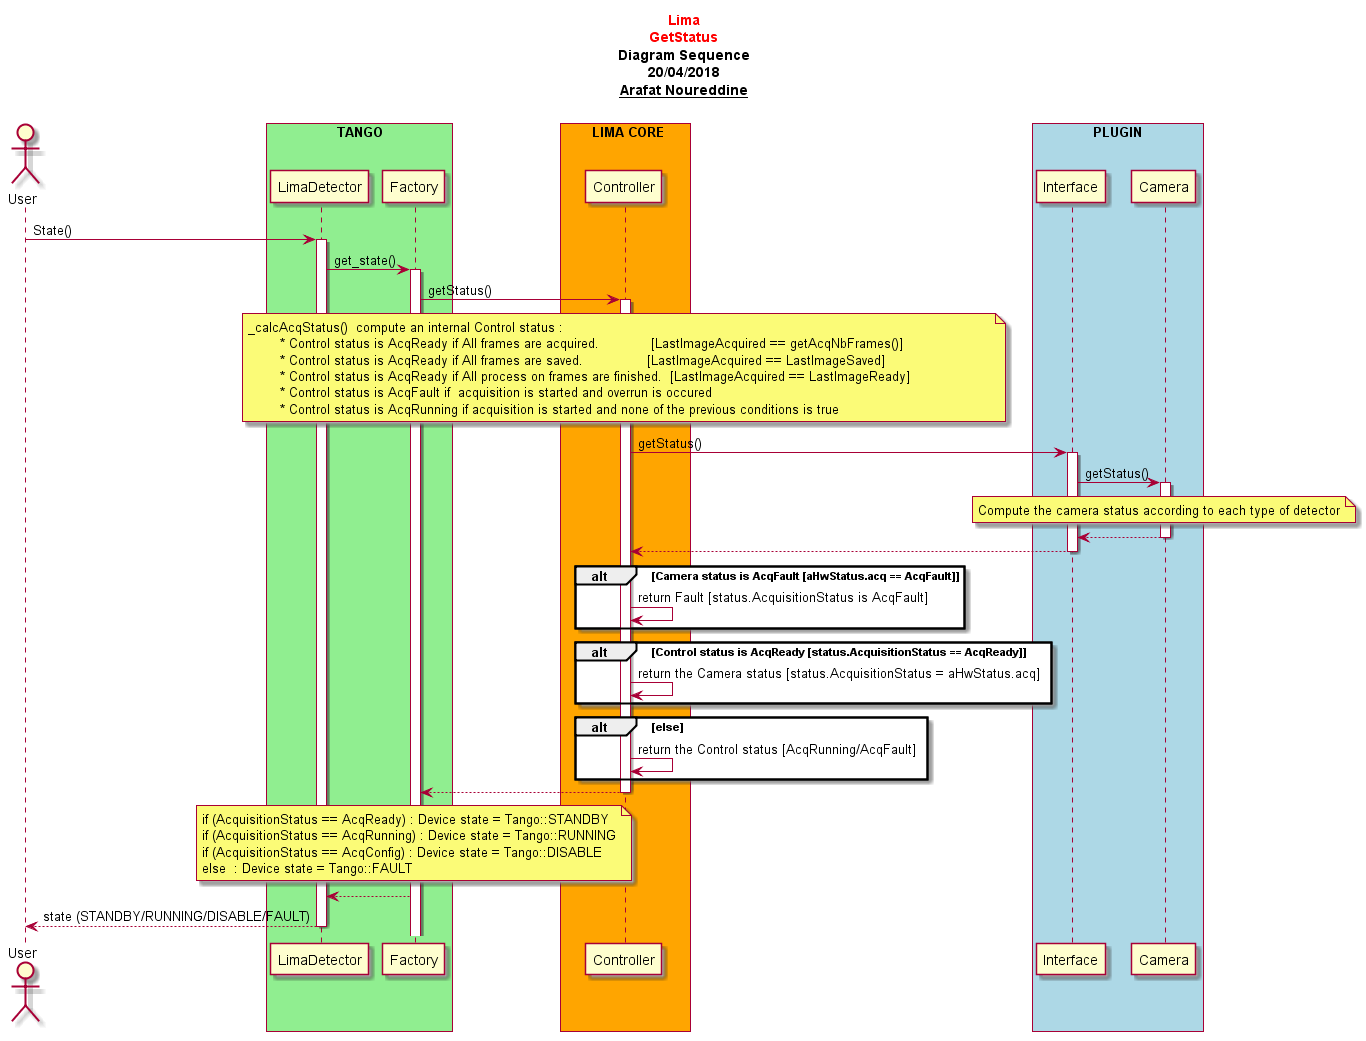 Lima
GetStatus
Diagram Sequence
20/04/2018
Arafat Noureddine
TANGO
LIMA CORE
PLUGIN
User
LimaDetector
Factory
Controller
Interface
Camera
State()
get_state()
getStatus()
_calcAcqStatus()  compute an internal Control status :
* Control status is AcqReady if All frames are acquired.              [LastImageAcquired == getAcqNbFrames()]
* Control status is AcqReady if All frames are saved.                 [LastImageAcquired == LastImageSaved]
* Control status is AcqReady if All process on frames are finished.  [LastImageAcquired == LastImageReady]
* Control status is AcqFault if  acquisition is started and overrun is occured
* Control status is AcqRunning if acquisition is started and none of the previous conditions is true
getStatus()
getStatus()
Compute the camera status according to each type of detector
alt [Camera status is AcqFault [aHwStatus.acq == AcqFault]]
return Fault [status.AcquisitionStatus is AcqFault]
alt [Control status is AcqReady [status.AcquisitionStatus == AcqReady]]
return the Camera status [status.AcquisitionStatus = aHwStatus.acq]
alt [else]
return the Control status [AcqRunning/AcqFault]
if (AcquisitionStatus == AcqReady) : Device state = Tango::STANDBY
if (AcquisitionStatus == AcqRunning) : Device state = Tango::RUNNING
if (AcquisitionStatus == AcqConfig) : Device state = Tango::DISABLE
else  : Device state = Tango::FAULT
state (STANDBY/RUNNING/DISABLE/FAULT)
User
LimaDetector
Factory
Controller
Interface
Camera